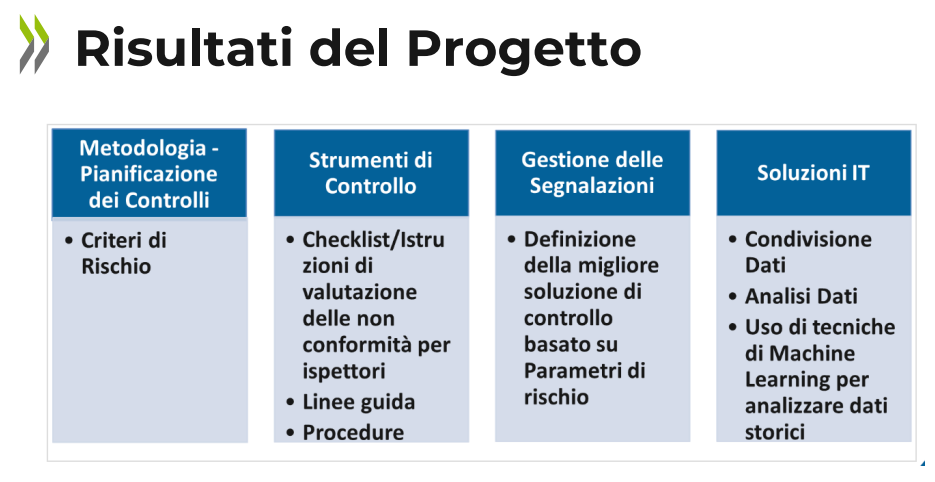 Risultati del Progetto
Metodologia -
Pianificazione
dei Controlli
• Criteri di
Rischio
Strumenti di
Controllo
• Checklist/Istru
zioni di
valutazione
delle non
conformità per
ispettori
• Linee guida
• Procedure
Gestione delle
Segnalazioni
• Definizione
della migliore
soluzione di
controllo
basato su
Parametri di
rischio
Soluzioni IT
• Condivisione
Dati
• Analisi Dati
• Uso di tecniche
di Machine
Learning per
analizzare dati
storici